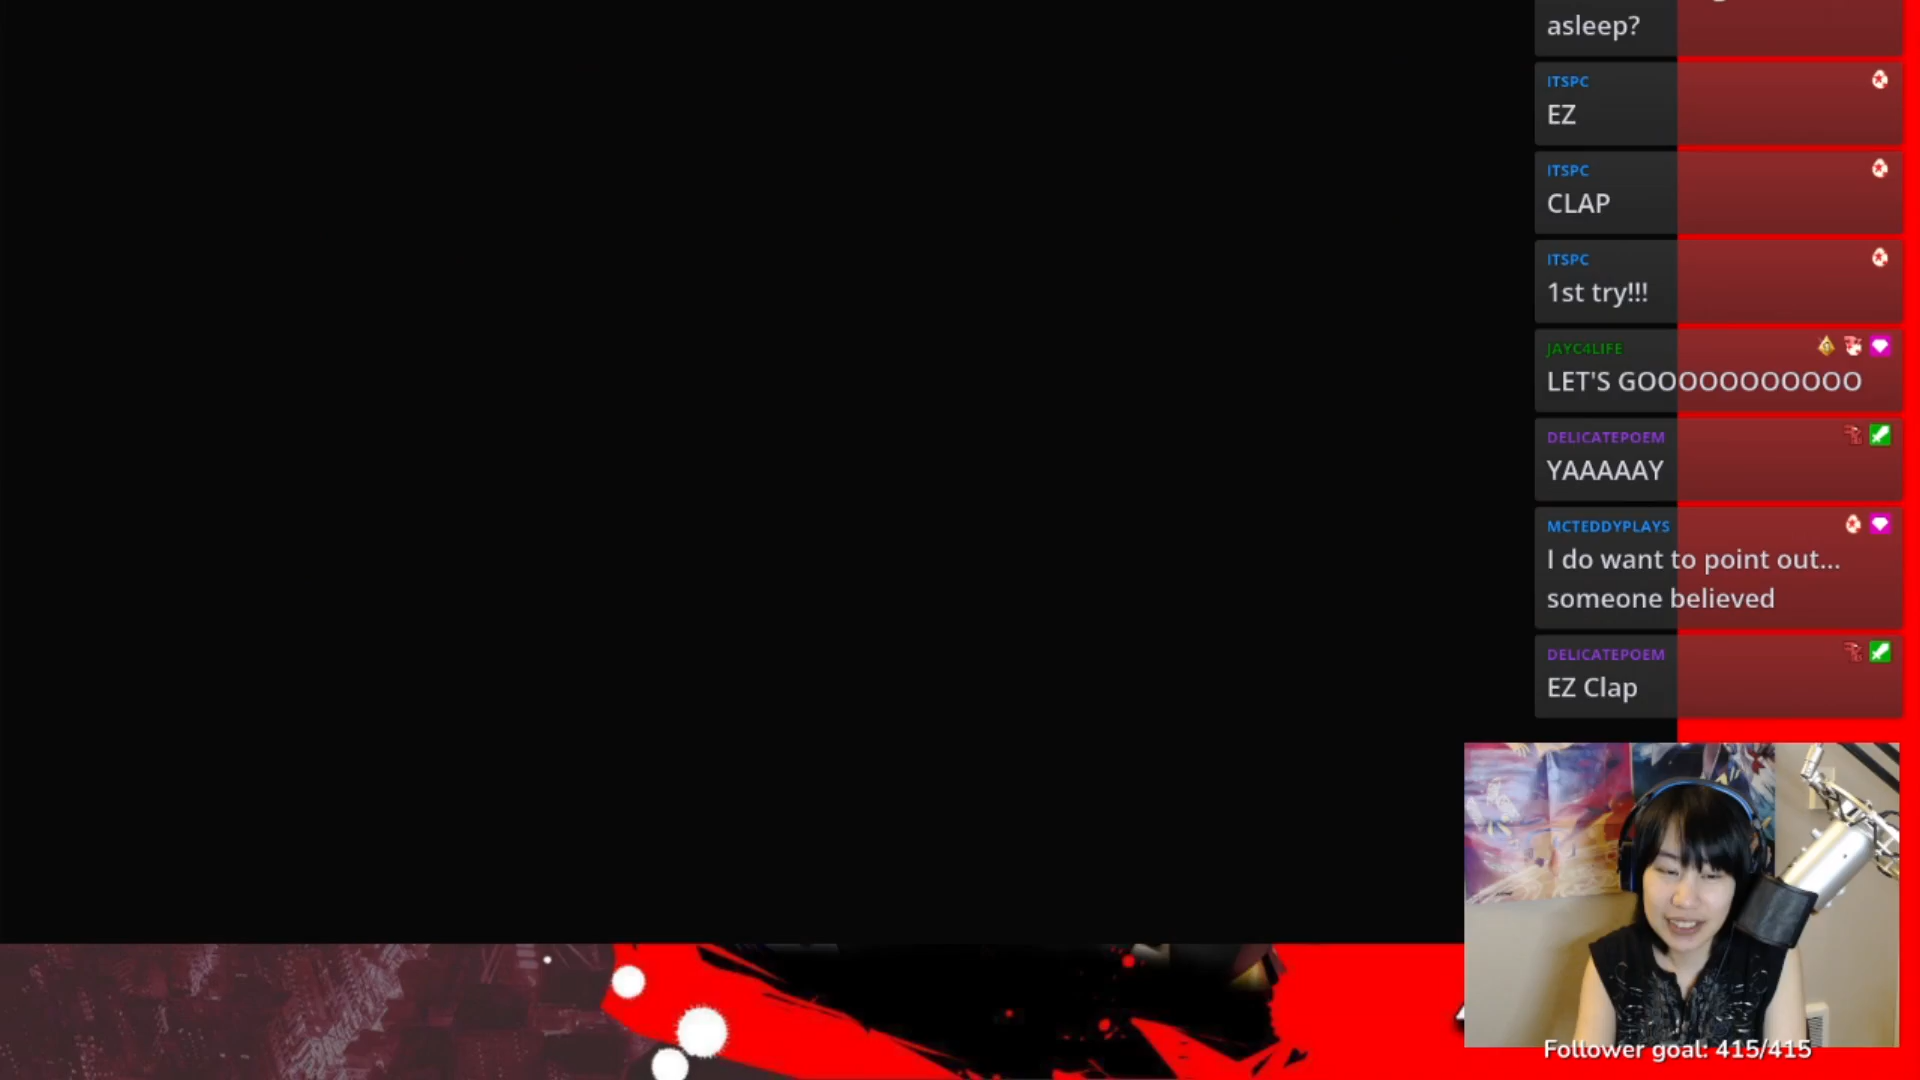 asleep?
ITSPC
EZ
ITSPC
CLAP
ITSPC
1st try!!!
JAYC4LIFE
LET'S GOOOOOOOOOOO
DELICATEPOEM
YAAAAAY
MCTEDDYPLAYS
I do want to point out...
someone believed
DELICATEPOEM
EZ Clap
Follower goal: 415/415